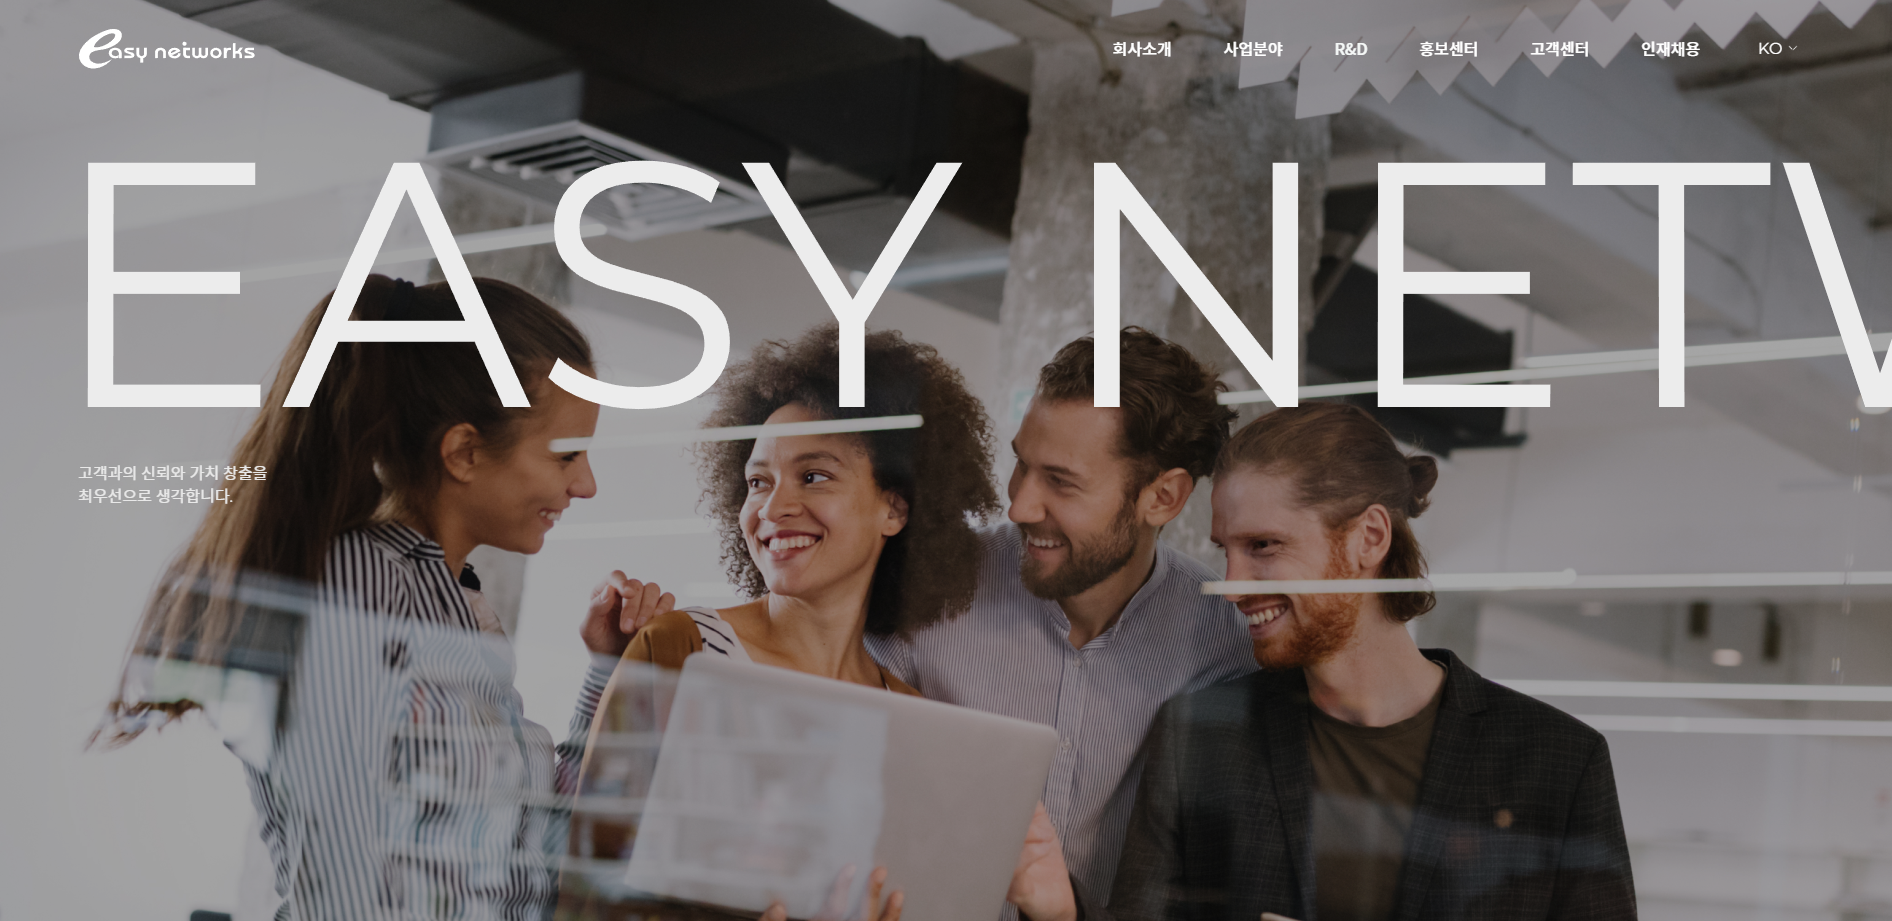 easy networks
회사소개 사업분야 R&D 홍보센터 고객센터 인재채용 KO
EASY NET
고객과의 신뢰와 가치 창출을
최우선으로 생각합니다.